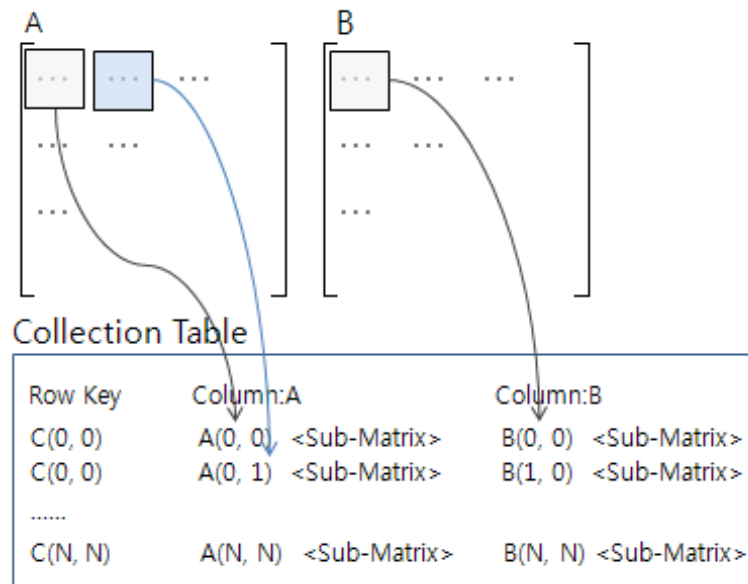 A B
... ... ... ... ... ...
... ... ... ...
... ...
Collection Table
Row Key Column:A Column:B
C(0, 0) A(0, 0) <Sub-Matrix> B(0, 0) <Sub-Matrix>
C(0, 0) A(0, 1) <Sub-Matrix> B(1, 0) <Sub-Matrix>
......
C(N, N) A(N, N) <Sub-Matrix> B(N, N) <Sub-Matrix>